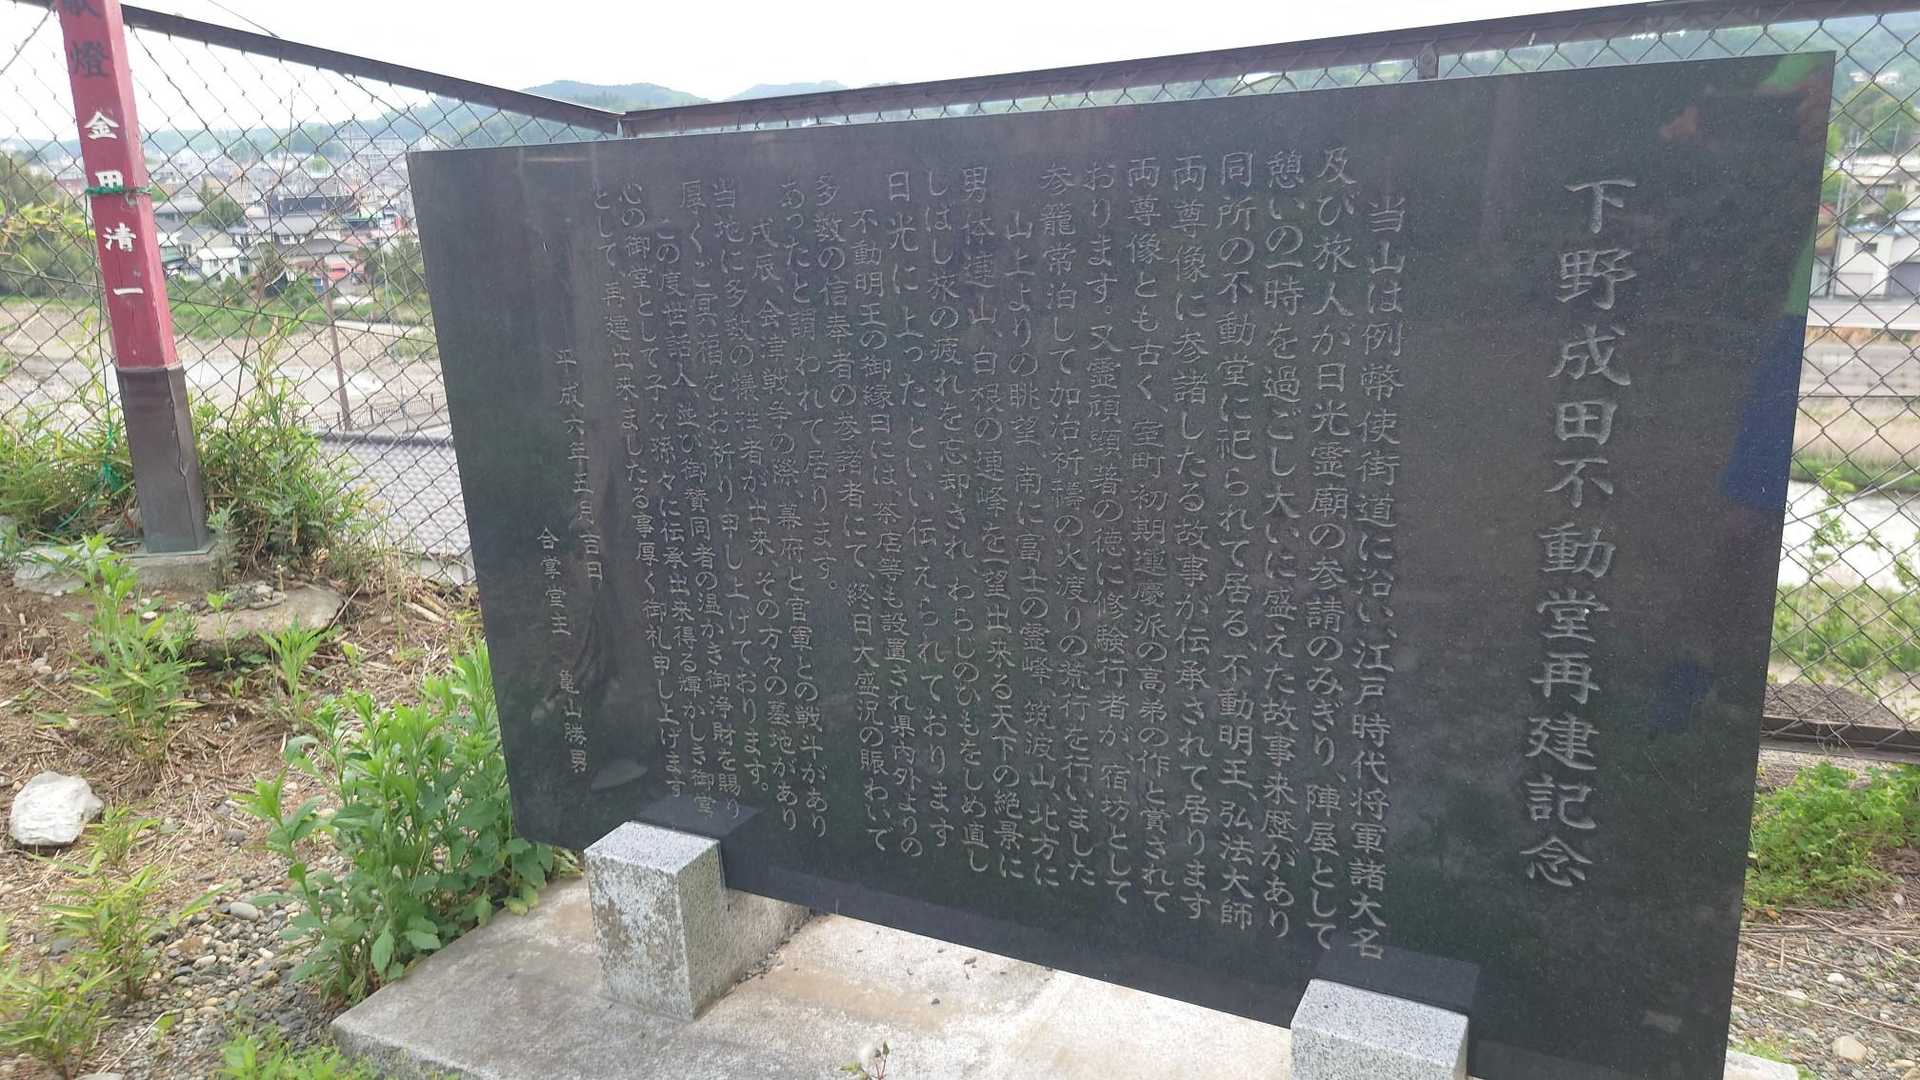 下野成田不動堂再建記念
当山は例幣使街道に沿い、江戸時代将軍諸大名
及び旅人が日光霊廟の参請のみぎり、陣屋として
憩いの一時を過ごし大いに盛えた故事来歴があり
同所の不動堂に祀られて居る、不動明王、弘法大師
両尊像に参諸したる故事が伝承されて居ります
両尊像とも古く、室町初期運慶派の高弟の作と賞されて
おります。又霊顕顕著の徳に修験行者が、宿坊として
参籠常泊して加治祈祷の火渡りの荒行を行いました
山上よりの眺望、南に富士の霊峰、筑波山、北方に
男体連山、白根の連峰を一望出来る天下の絶景に
しばし旅の疲れを忘却され、わらじのひもをしめ直し
日光に上ったといい伝えられております
不動明王の御縁日には、茶店等も設置され県内外よりの
多数の信奉者の参諸者にて、終日大盛況の賑わいて
あったと謂われて居ります。
戊辰、会津戦争の際、幕府と官軍との戦斗があり
当地に多数の犠牲者が出来、その方々の墓地があり
厚くご冥福をお祈り申し上げております。
この度世話人、並び御賛同者の温かき御浄財を賜り
心の御堂として子々孫々に伝承出来得る輝かしき御堂
として、再建出来ましたる事厚く御礼申し上げます
平成六年五月吉日
合掌 堂主 亀山勝男
燈 金田清一